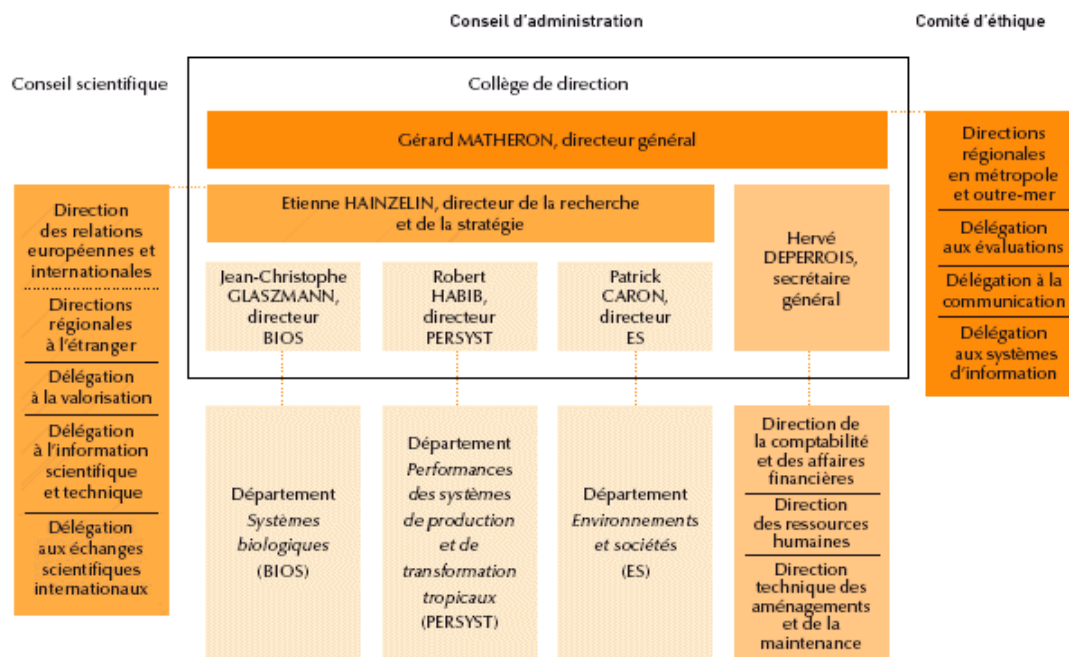 Conseil d'administration
Comité d'éthique
Conseil scientifique
Collège de direction
Gérard MATHERON, directeur général
Etienne HAINZELIN, directeur de la recherche
et de la stratégie
Jean-Christophe
GLASZMANN,
directeur
BIOS
Robert
HABIB,
directeur
PERSYST
Patrick
CARON,
directeur
ES
Hervé
DEPERROIS,
secrétaire
général
Direction
des relations
européennes et
internationales
Directions
régionales
à l'étranger
Délégation
à la valorisation
Délégation
à l'information
scientifique
et technique
Délégation
aux échanges
scientifiques
internationaux
Directions
régionales
en métropole
et outre-mer
Délégation
aux évaluations
Délégation à la
communication
Délégation
aux systèmes
d'information
Département
Systèmes
biologiques
(BIOS)
Département
Performances
des systèmes
de production
et de
transformation
tropicaux
(PERSYST)
Département
Environnements
et sociétés
(ES)
Direction de
la comptabilité
et des affaires
financières
Direction
des ressources
humaines
Direction
technique des
aménagements
et de la
maintenance